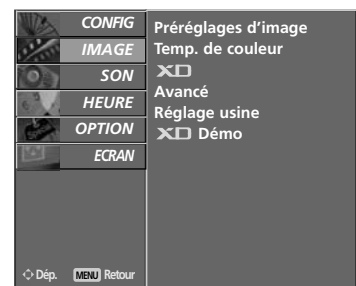 CONFIG
IMAGE
SON
HEURE
OPTION
ECRAN
Préréglages d'image
Temp. de couleur
XD
Avancé
Réglage usine
XD Démo
Dép. MENU Retour